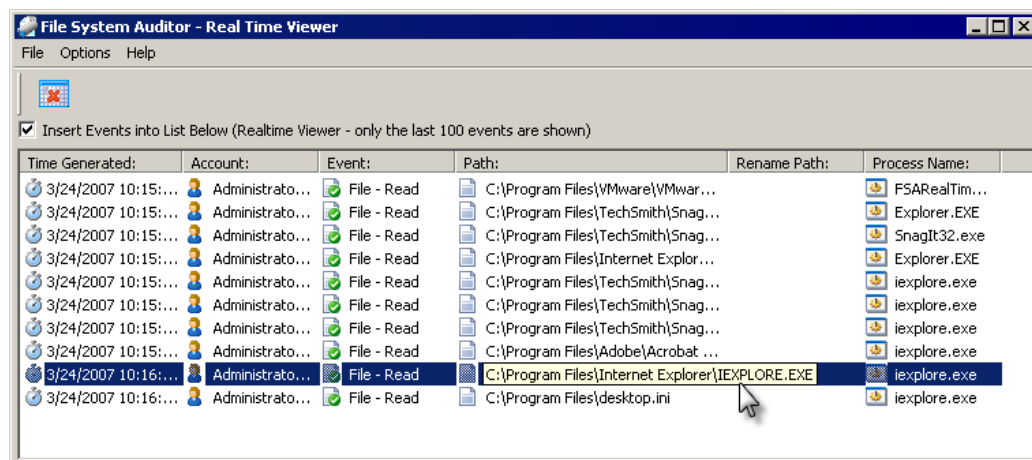 File System Auditor - Real Time Viewer
File Options Help
Insert Events into List Below (Realtime Viewer - only the last 100 events are shown)
Time Generated: Account: Event: Path: Rename Path: Process Name:
3/24/2007 10:15:... Administrato... File - Read C:\Program Files\VMware\VMwar... FSARealTim...
3/24/2007 10:15:... Administrato... File - Read C:\Program Files\TechSmith\Snag... Explorer.EXE
3/24/2007 10:15:... Administrato... File - Read C:\Program Files\TechSmith\Snag... SnagIt32.exe
3/24/2007 10:15:... Administrato... File - Read C:\Program Files\Internet Explor... Explorer.EXE
3/24/2007 10:15:... Administrato... File - Read C:\Program Files\TechSmith\Snag... iexplore.exe
3/24/2007 10:15:... Administrato... File - Read C:\Program Files\TechSmith\Snag... iexplore.exe
3/24/2007 10:15:... Administrato... File - Read C:\Program Files\TechSmith\Snag... iexplore.exe
3/24/2007 10:15:... Administrato... File - Read C:\Program Files\Adobe\Acrobat ... iexplore.exe
3/24/2007 10:16:... Administrato... File - Read C:\Program Files\Internet Explorer\IEXPLORE.EXE iexplore.exe
3/24/2007 10:16:... Administrato... File - Read C:\Program Files\desktop.ini iexplore.exe